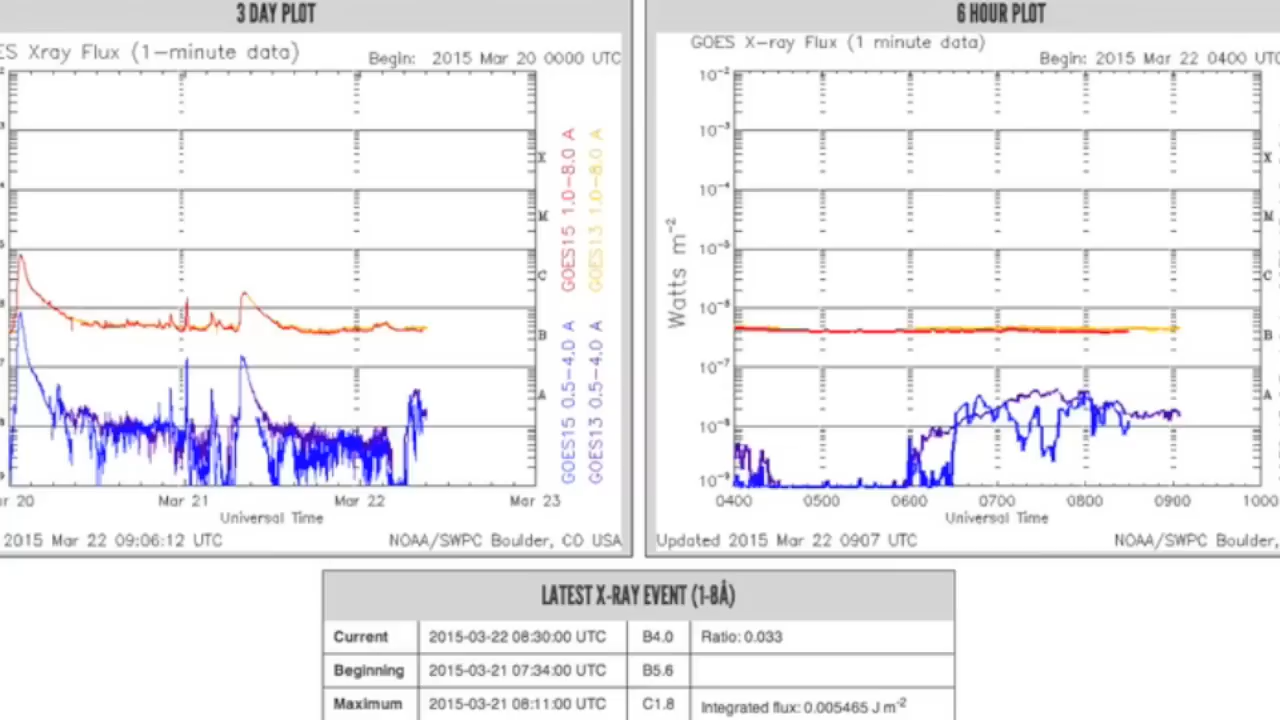 3 DAY PLOT
ES Xray Flux (1-minute data)
Begin: 2015 Mar 20 0000 UTC
X
M
C
B
A
GOES15 1.0-8.0 A
GOES13 1.0-8.0 A
GOES15 0.5-4.0 A
GOES13 0.5-4.0 A
ar 20
Mar 21
Mar 22
Mar 23
Universal Time
2015 Mar 22 09:06:12 UTC
NOAA/SWPC Boulder, CO USA
6 HOUR PLOT
GOES X-ray Flux (1 minute data)
Begin: 2015 Mar 22 0400 UTC
Watts m⁻²
10⁻²
10⁻³
10⁻⁴
10⁻⁵
10⁻⁶
10⁻⁷
10⁻⁸
10⁻⁹
X
M
C
B
A
0400
0500
0600
0700
0800
0900
1000
Universal Time
Updated 2015 Mar 22 0907 UTC
NOAA/SWPC Boulder,
LATEST X-RAY EVENT (1-8Å)
Current 2015-03-22 08:30:00 UTC B4.0 Ratio: 0.033
Beginning 2015-03-21 07:34:00 UTC B5.6
Maximum 2015-03-21 08:11:00 UTC C1.8 Integrated flux: 0.005465 J m⁻²